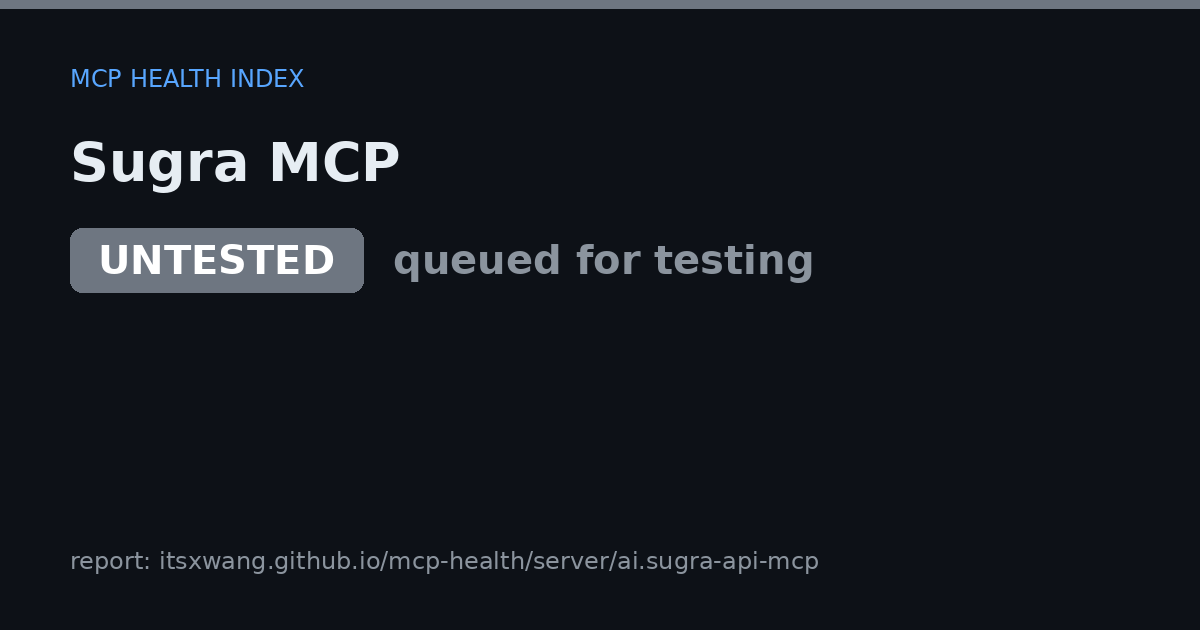 MCP HEALTH INDEX
Sugra MCP
UNTESTED queued for testing
report: itsxwang.github.io/mcp-health/server/ai.sugra-api-mcp